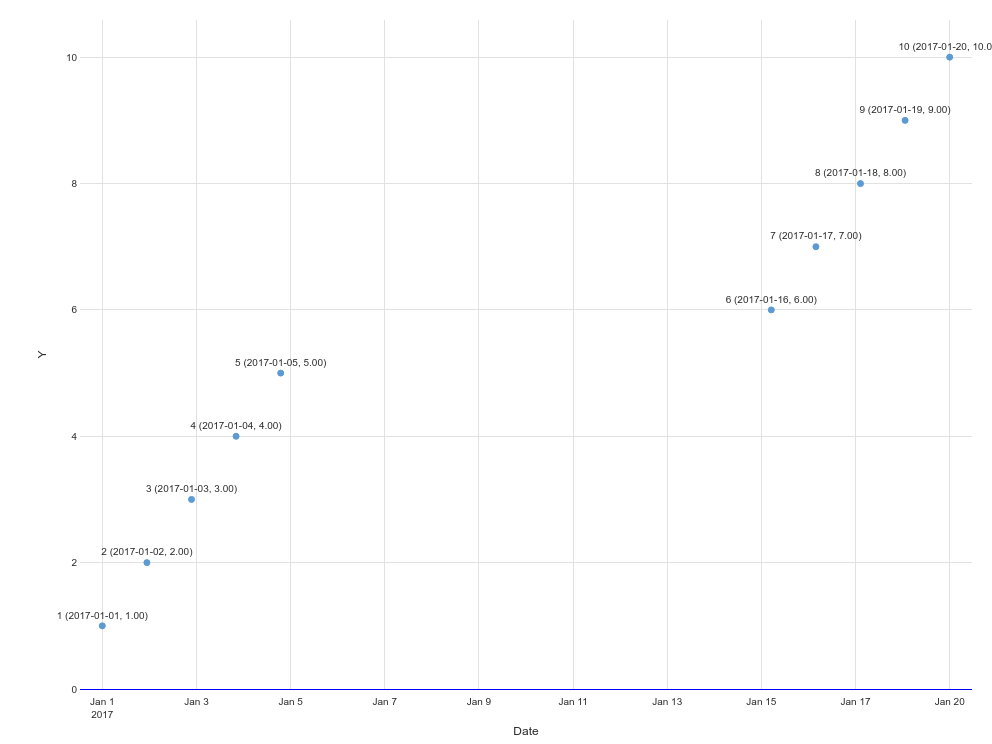 10 (2017-01-20, 10.0
10
9 (2017-01-19, 9.00)
8 (2017-01-18, 8.00)
8
7 (2017-01-17, 7.00)
6 (2017-01-16, 6.00)
6
Y
5 (2017-01-05, 5.00)
4 (2017-01-04, 4.00)
4
3 (2017-01-03, 3.00)
2 (2017-01-02, 2.00)
2
1 (2017-01-01, 1.00)
0
Jan 1 Jan 3 Jan 5 Jan 7 Jan 9 Jan 11 Jan 13 Jan 15 Jan 17 Jan 20
2017
Date